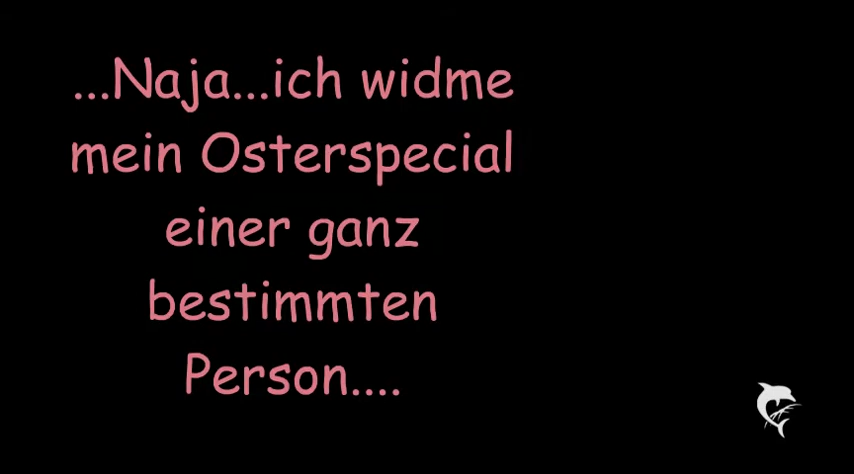 ...Naja...ich widme
mein Osterspecial
einer ganz
bestimmten
Person....